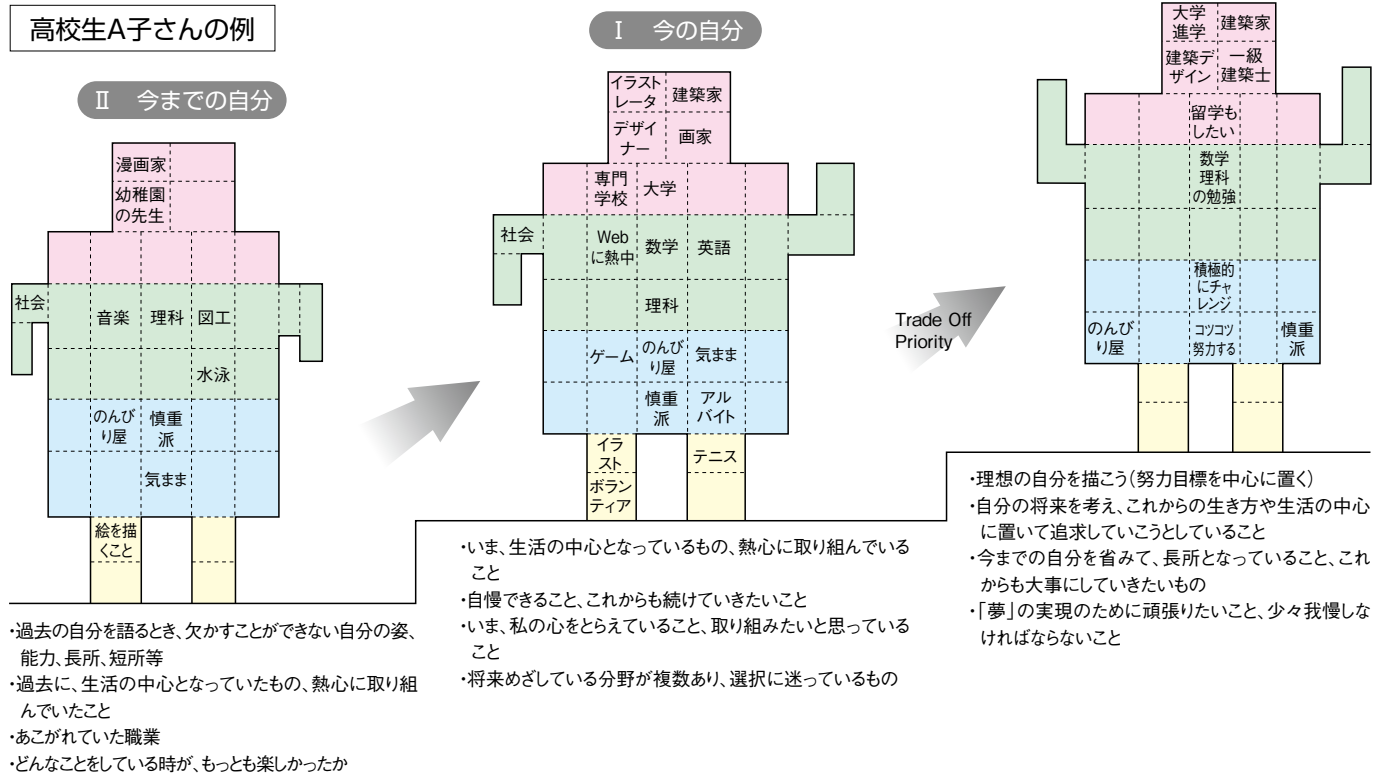 高校生A子さんの例
Ⅱ 今までの自分
漫画家
幼稚園
の先生
社会
音楽
理科
図工
水泳
のんび
り屋
慎重
派
気まま
絵を描
くこと
・過去の自分を語るとき、欠かすことができない自分の姿、
能力、長所、短所等
・過去に、生活の中心となっていたもの、熱心に取り組
んでいたこと
・あこがれていた職業
・どんなことをしている時が、もっとも楽しかったか
Ⅰ 今の自分
イラスト
レータ
建築家
デザイ
ナー
画家
専門
学校
大学
社会
Web
に熱中
数学
英語
理科
ゲーム
のんび
り屋
気まま
慎重
派
アル
バイト
イラ
スト
ボラン
ティア
テニス
・いま、生活の中心となっているもの、熱心に取り組んでいる
こと
・自慢できること、これからも続けていきたいこと
・いま、私の心をとらえていること、取り組みたいと思っている
こと
・将来めざしている分野が複数あり、選択に迷っているもの
Trade Off
Priority
大学
進学
建築家
建築デ
ザイン
一級
建築士
留学も
したい
数学
理科
の勉強
積極的
にチャ
レンジ
のんび
り屋
コツコツ
努力する
慎重
派
・理想の自分を描こう(努力目標を中心に置く)
・自分の将来を考え、これからの生き方や生活の中心
に置いて追求していこうとしていること
・今までの自分を省みて、長所となっていること、これ
からも大事にしていきたいもの
・「夢」の実現のために頑張りたいこと、少々我慢しな
ければならないこと